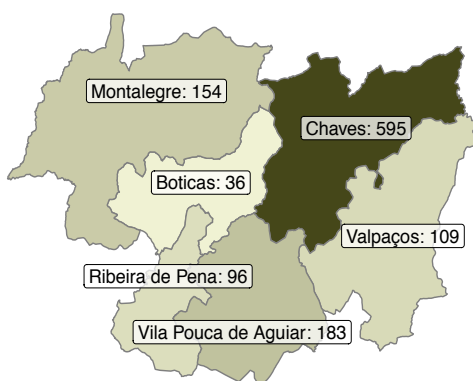 Montalegre: 154
Chaves: 595
Boticas: 36
Valpaços: 109
Ribeira de Pena: 96
Vila Pouca de Aguiar: 183